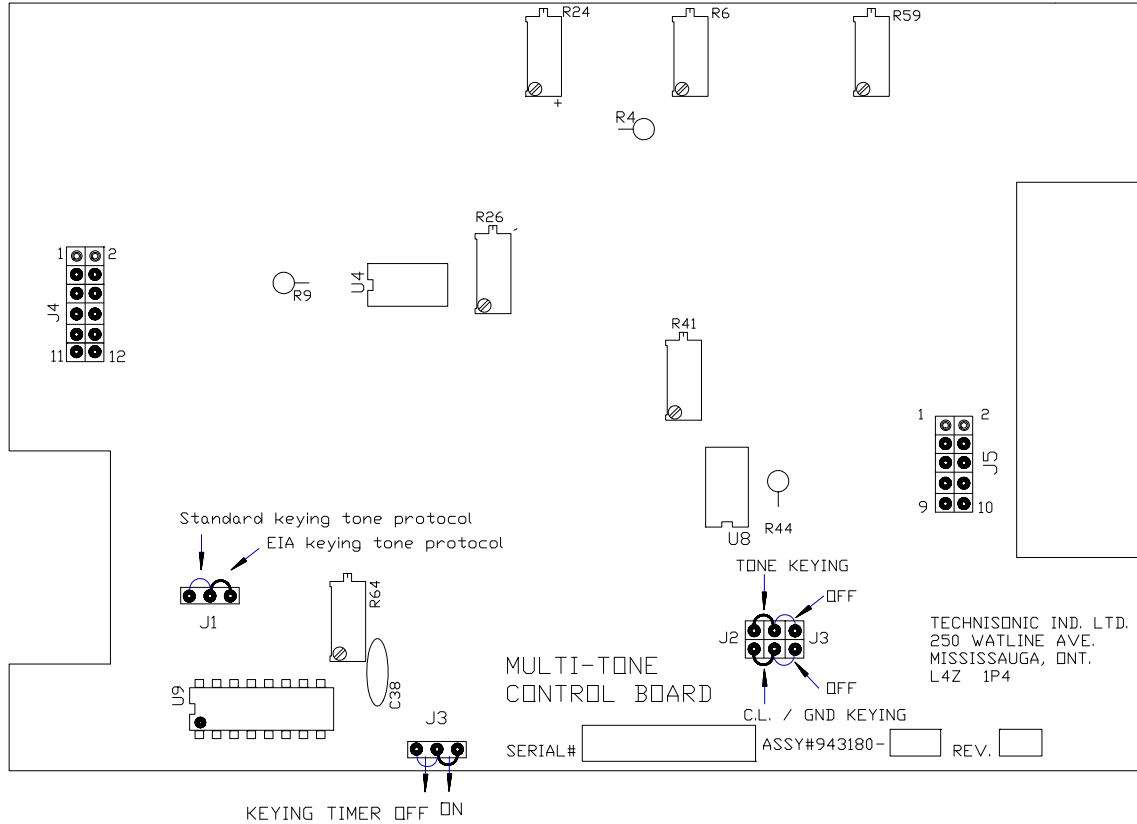 R24
R6
R59
R4
R26
1 2
U4
R9
J4
11 12
R41
1 2
J5
9 10
R44
U8
Standard keying tone protocol
EIA keying tone protocol
TONE KEYING
OFF
R64
J1
J2 J3
TECHNISONIC IND. LTD.
250 WATLINE AVE.
MISSISSAUGA, ONT.
L4Z 1P4
MULTI-TONE
CONTROL BOARD
OFF
U9
C38
C.L. / GND KEYING
J3
SERIAL# ASSY#943180- REV.
KEYING TIMER OFF ON